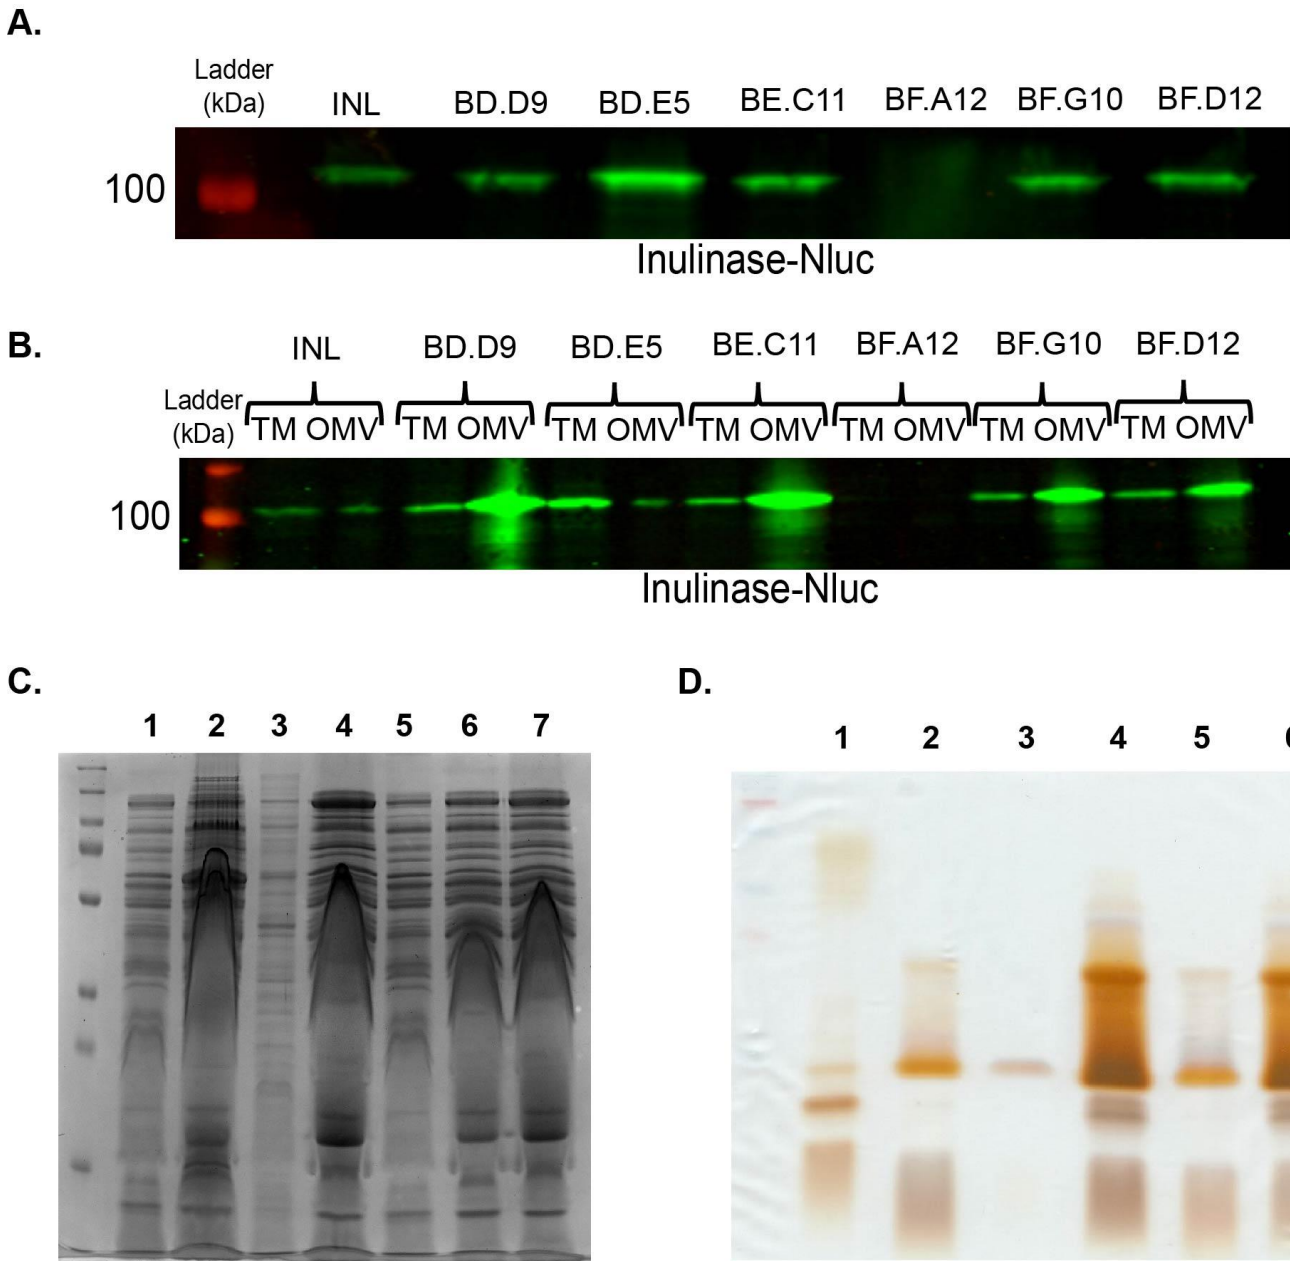 A.
Ladder
(kDa)
INL BD.D9 BD.E5 BE.C11 BF.A12 BF.G10 BF.D12
100
Inulinase-Nluc
B.
INL BD.D9 BD.E5 BE.C11 BF.A12 BF.G10 BF.D12
Ladder
(kDa)
TM OMV TM OMV TM OMV TM OMV TM OMV TM OMV TM OMV
100
Inulinase-Nluc
C.
1 2 3 4 5 6 7
D.
1 2 3 4 5